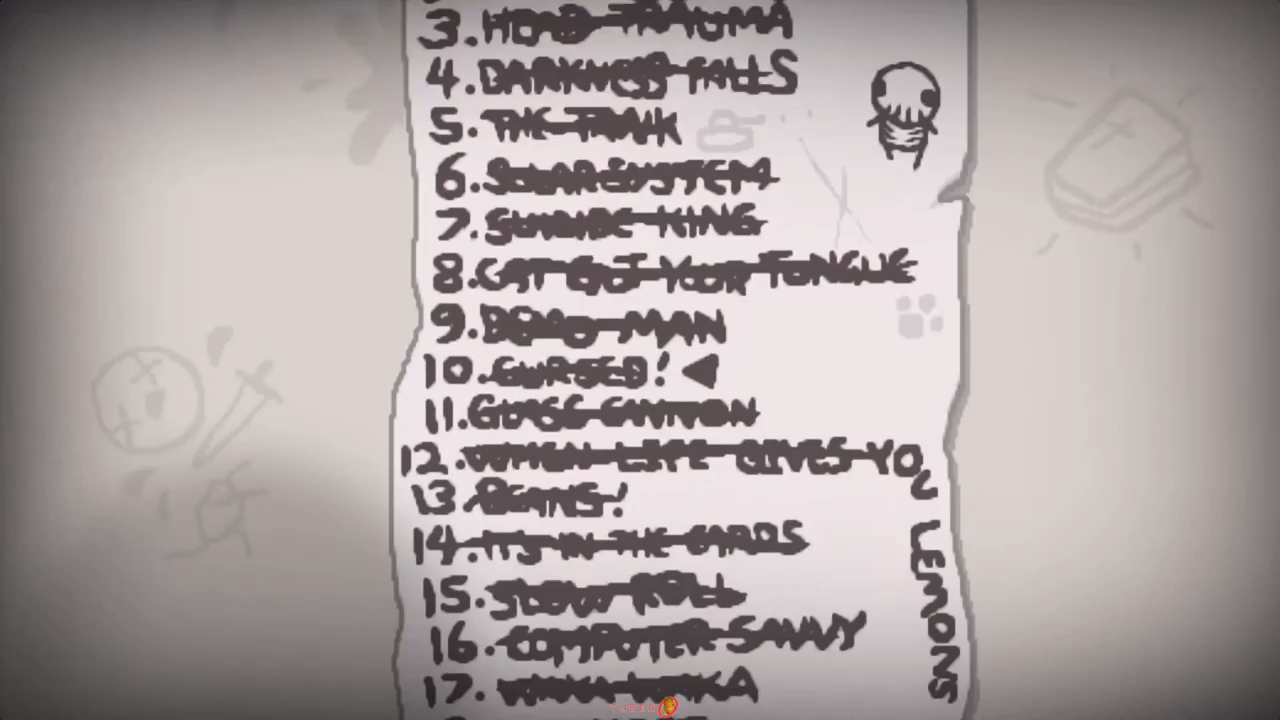 3. HEAD TRAUMA
4. DARKNESS FALLS
5. THE TANK
6. SOLAR SYSTEM
7. SUICIDE KING
8. CAT GOT YOUR TONGUE
9. DEMO MAN
10. CURSED!
11. GLASS CANNON
12. WHEN LIFE GIVES YOU LEMONS
13. BEANS!
14. ITS IN THE CARDS
15. SLOW ROLL
16. COMPUTER SAVVY
17. WAKA WAKA